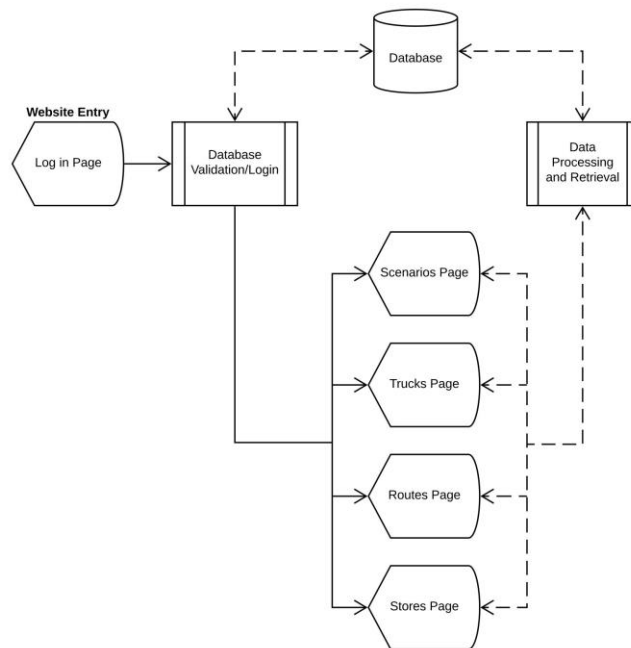 Database
Website Entry
Log in Page
Database
Validation/Login
Data
Processing
and Retrieval
Scenarios Page
Trucks Page
Routes Page
Stores Page